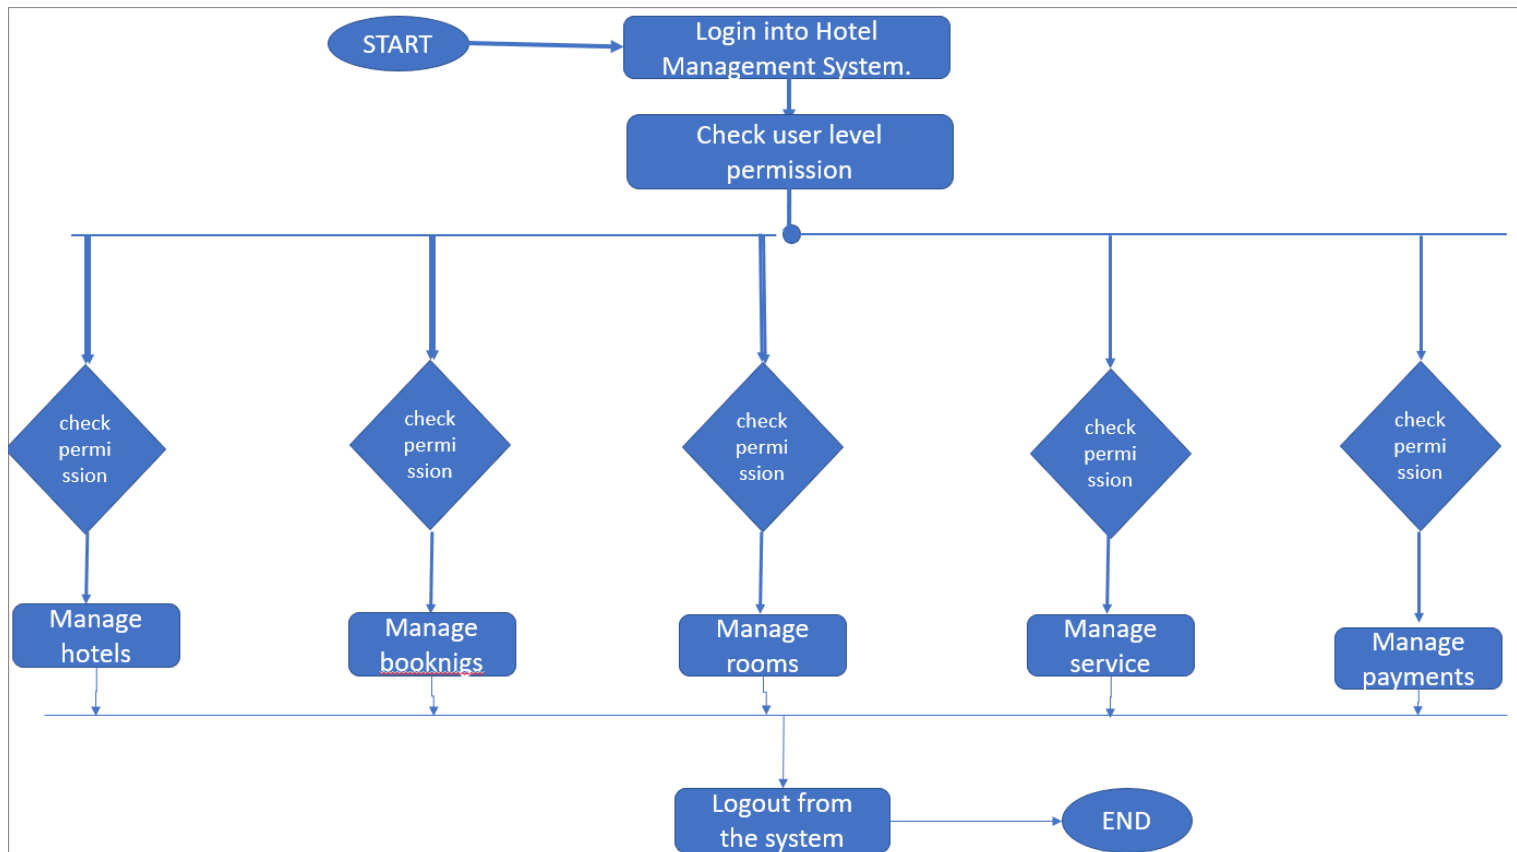 START
Login into Hotel
Management System.
Check user level
permission
check
permi
ssion
check
permi
ssion
check
permi
ssion
check
permi
ssion
check
permi
ssion
Manage
hotels
Manage
booknigs
Manage
rooms
Manage
service
Manage
payments
Logout from
the system
END